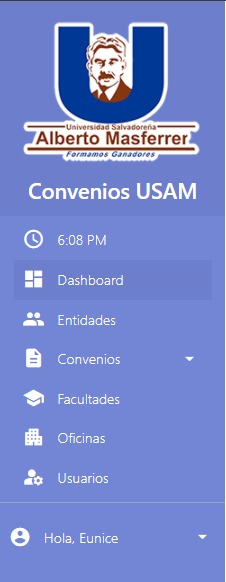 Universidad Salvadoreña
Alberto Masferrer
Formamos Ganadores
Convenios USAM
6:08 PM
Dashboard
Entidades
Convenios
Facultades
Oficinas
Usuarios
Hola, Eunice